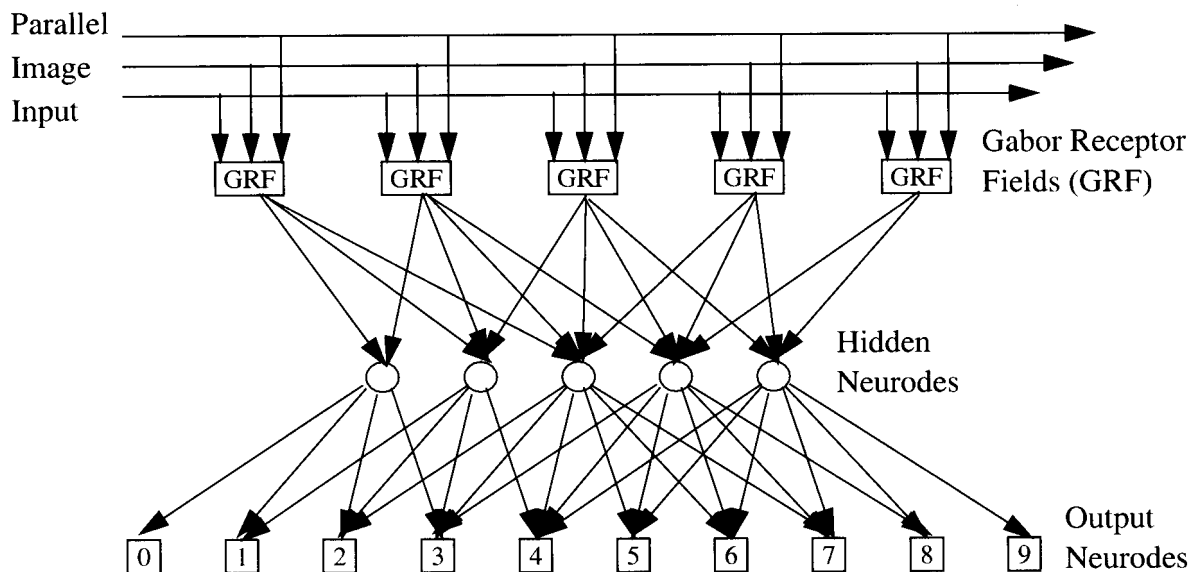 Parallel
Image
Input
Gabor Receptor
Fields (GRF)
GRF GRF GRF GRF GRF
Hidden
Neurodes
Output
Neurodes
0 1 2 3 4 5 6 7 8 9